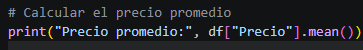 # Calcular el precio promedio
print("Precio promedio:", df["Precio"].mean())